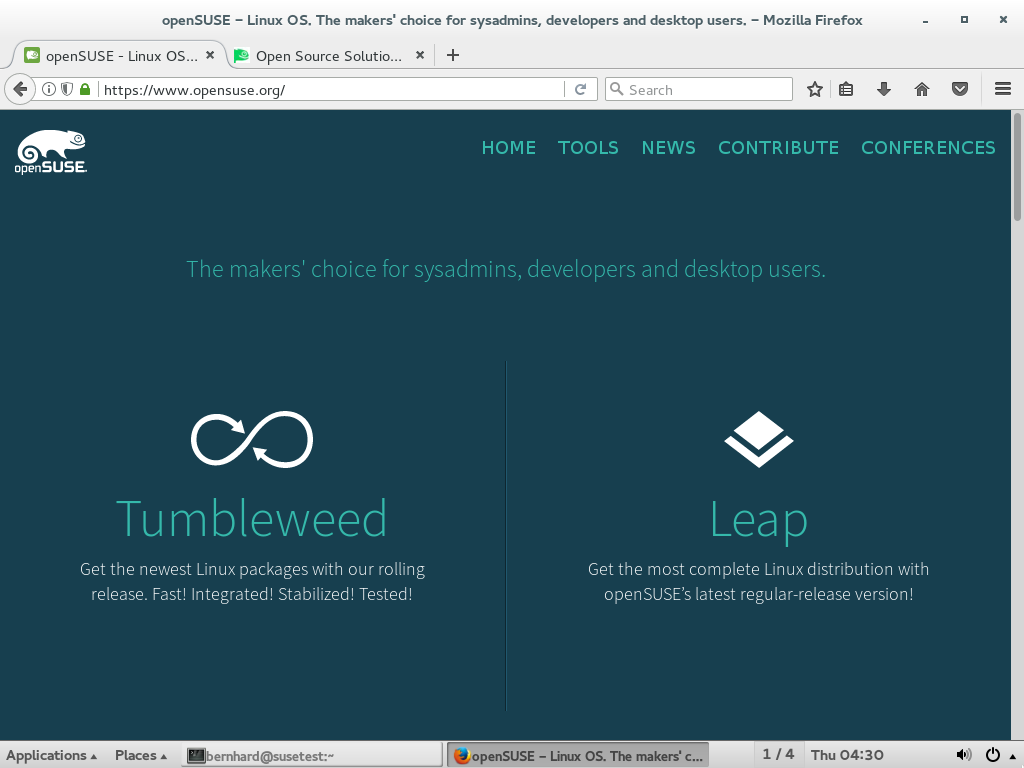 openSUSE – Linux OS. The makers' choice for sysadmins, developers and desktop users. – Mozilla Firefox
openSUSE - Linux OS...
Open Source Solutio...
https://www.opensuse.org/
Search
openSUSE
HOME TOOLS NEWS CONTRIBUTE CONFERENCES
The makers' choice for sysadmins, developers and desktop users.
Tumbleweed
Get the newest Linux packages with our rolling
release. Fast! Integrated! Stabilized! Tested!
Leap
Get the most complete Linux distribution with
openSUSE’s latest regular-release version!
Applications Places bernhard@susetest:~ openSUSE – Linux OS. The makers' c... 1 / 4 Thu 04:30